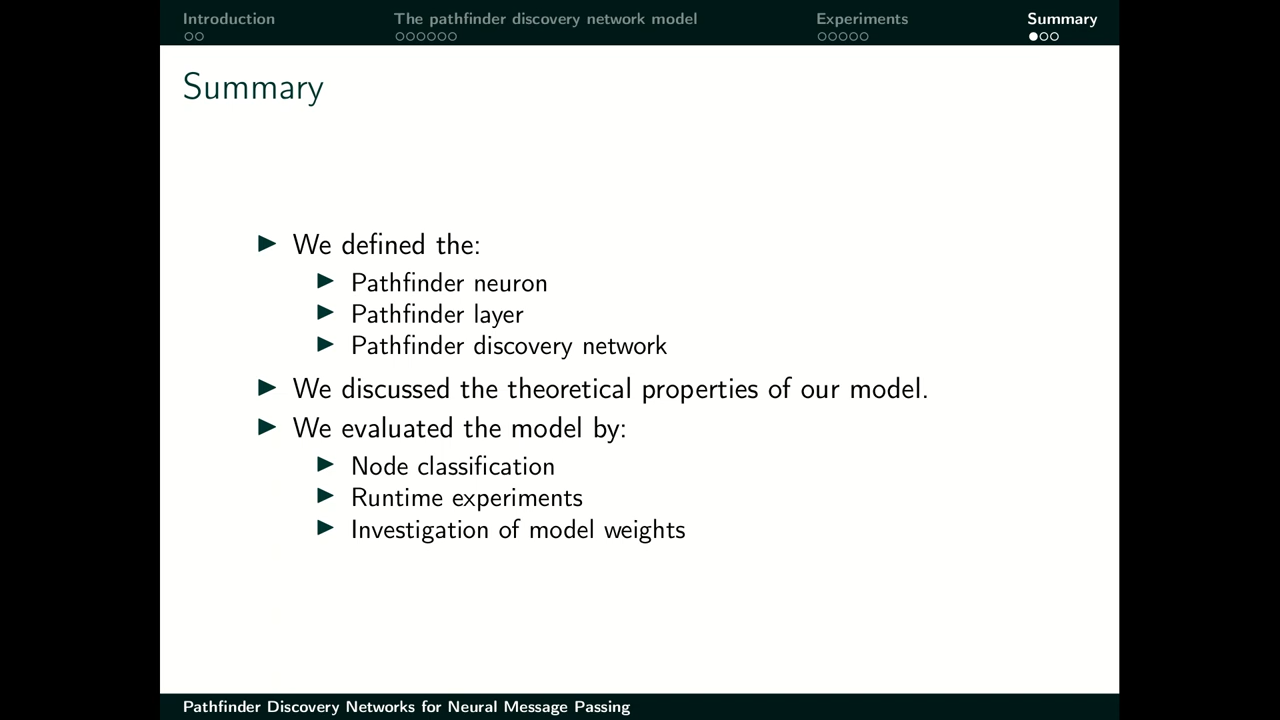 Introduction The pathfinder discovery network model Experiments Summary
Summary
We defined the:
Pathfinder neuron
Pathfinder layer
Pathfinder discovery network
We discussed the theoretical properties of our model.
We evaluated the model by:
Node classification
Runtime experiments
Investigation of model weights
Pathfinder Discovery Networks for Neural Message Passing